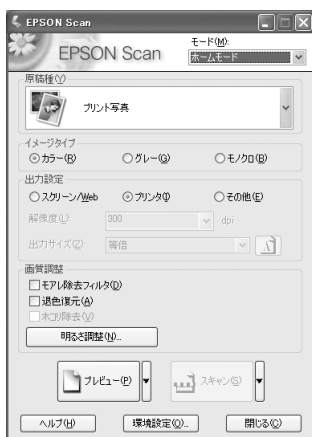 EPSON Scan
EPSON Scan
モード(M):
ホームモード
原稿種(Y)
プリント写真
イメージタイプ
カラー(R) グレー(G) モノクロ(B)
出力設定
スクリーン/Web プリンタ(I) その他(E)
解像度(L): 300 dpi
出力サイズ(Z): 等倍
画質調整
モアレ除去フィルタ(D)
退色復元(A)
ホコリ除去(V)
明るさ調整(N)...
プレビュー(P) スキャン(S)
ヘルプ(H) 環境設定(O)... 閉じる(C)